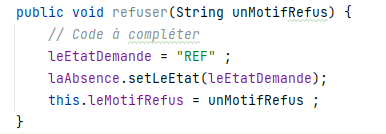 public void refuser(String unMotifRefus) {
// Code à compléter
leEtatDemande = "REF" ;
laAbsence.setLeEtat(leEtatDemande);
this.leMotifRefus = unMotifRefus ;
}